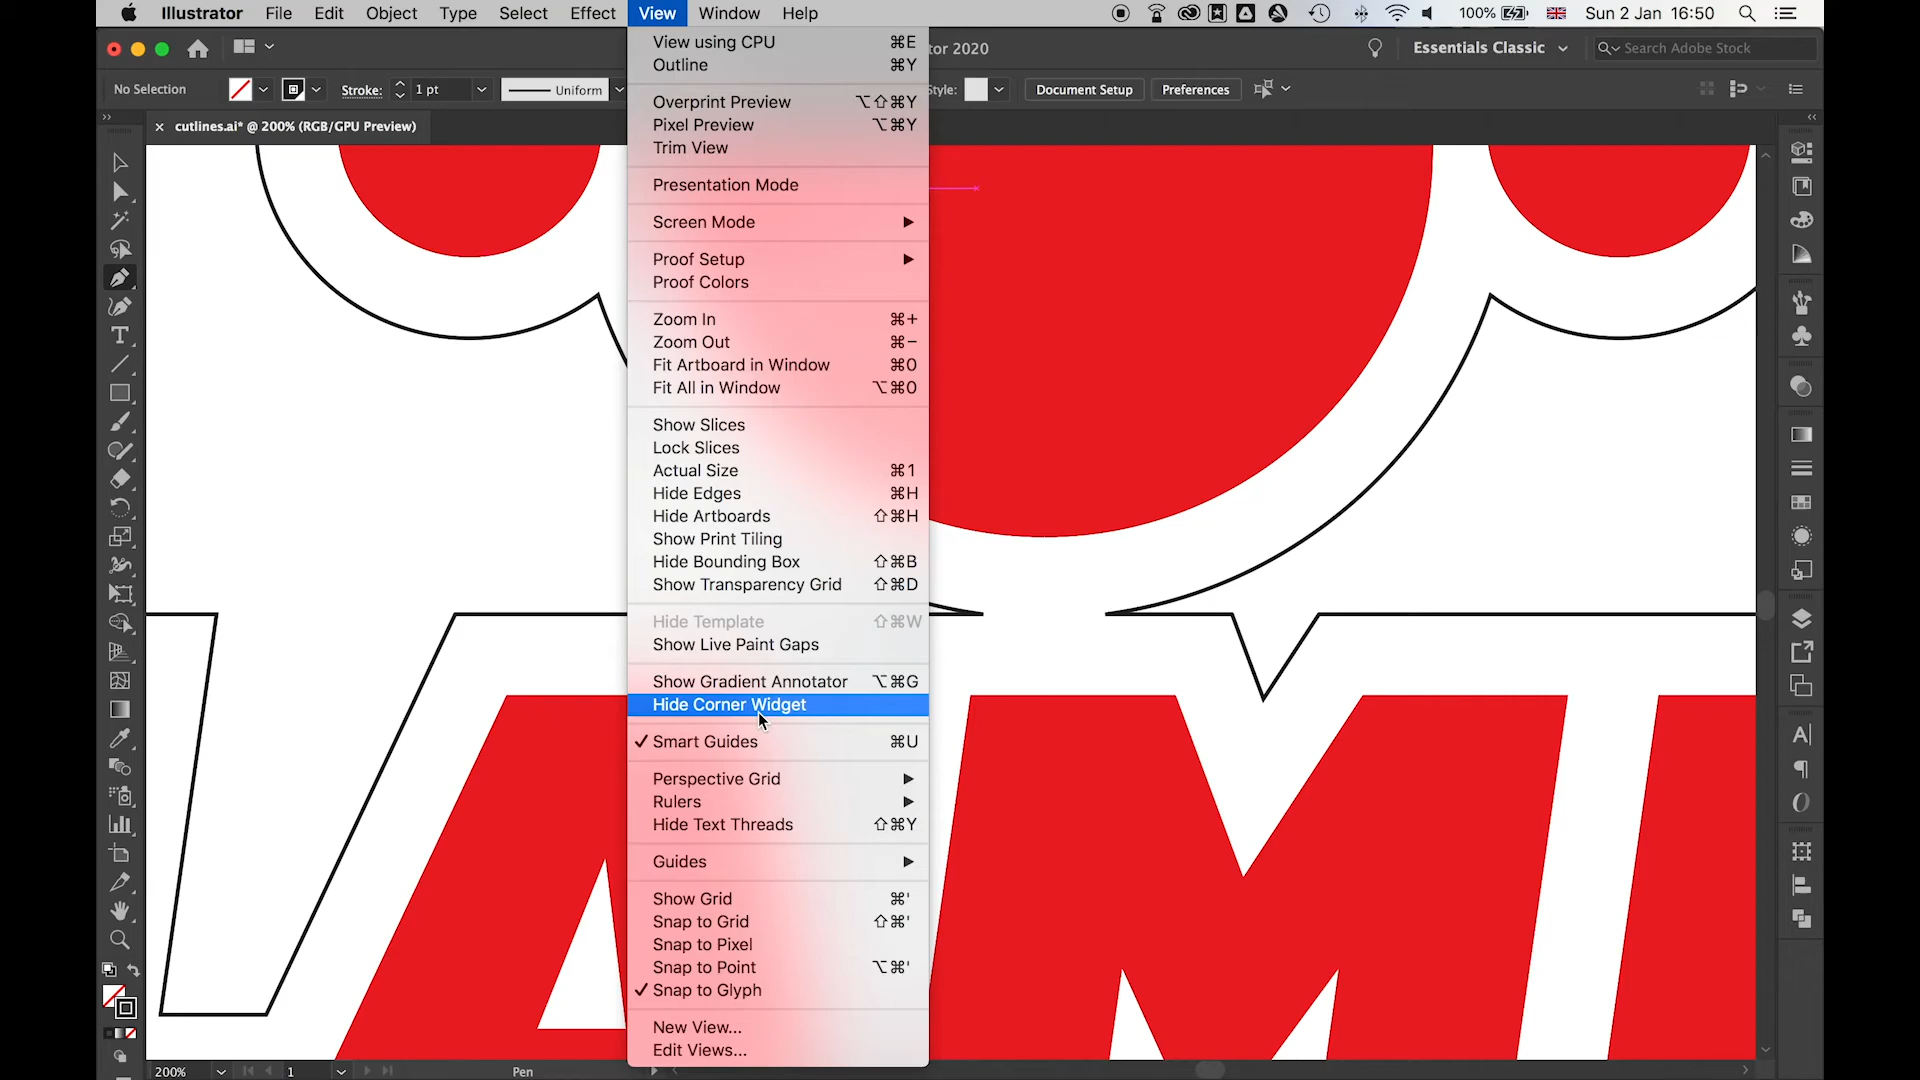 Illustrator File Edit Object Type Select Effect View Window Help 100% Sun 2 Jan 16:50
tor 2020 Essentials Classic Search Adobe Stock
No Selection Stroke: 1 pt Uniform Style: Document Setup Preferences
× cutlines.ai* @ 200% (RGB/GPU Preview)
View using CPU ⌘E
Outline ⌘Y
Overprint Preview ⌥⇧⌘Y
Pixel Preview ⌥⌘Y
Trim View
Presentation Mode
Screen Mode
Proof Setup
Proof Colors
Zoom In ⌘+
Zoom Out ⌘−
Fit Artboard in Window ⌘0
Fit All in Window ⌥⌘0
Show Slices
Lock Slices
Actual Size ⌘1
Hide Edges ⌘H
Hide Artboards ⇧⌘H
Show Print Tiling
Hide Bounding Box ⇧⌘B
Show Transparency Grid ⇧⌘D
Hide Template ⇧⌘W
Show Live Paint Gaps
Show Gradient Annotator ⌥⌘G
Hide Corner Widget
✓ Smart Guides ⌘U
Perspective Grid
Rulers
Hide Text Threads ⇧⌘Y
Guides
Show Grid ⌘'
Snap to Grid ⇧⌘'
Snap to Pixel
Snap to Point ⌥⌘'
✓ Snap to Glyph
New View...
Edit Views...
AM
200% 1 Pen